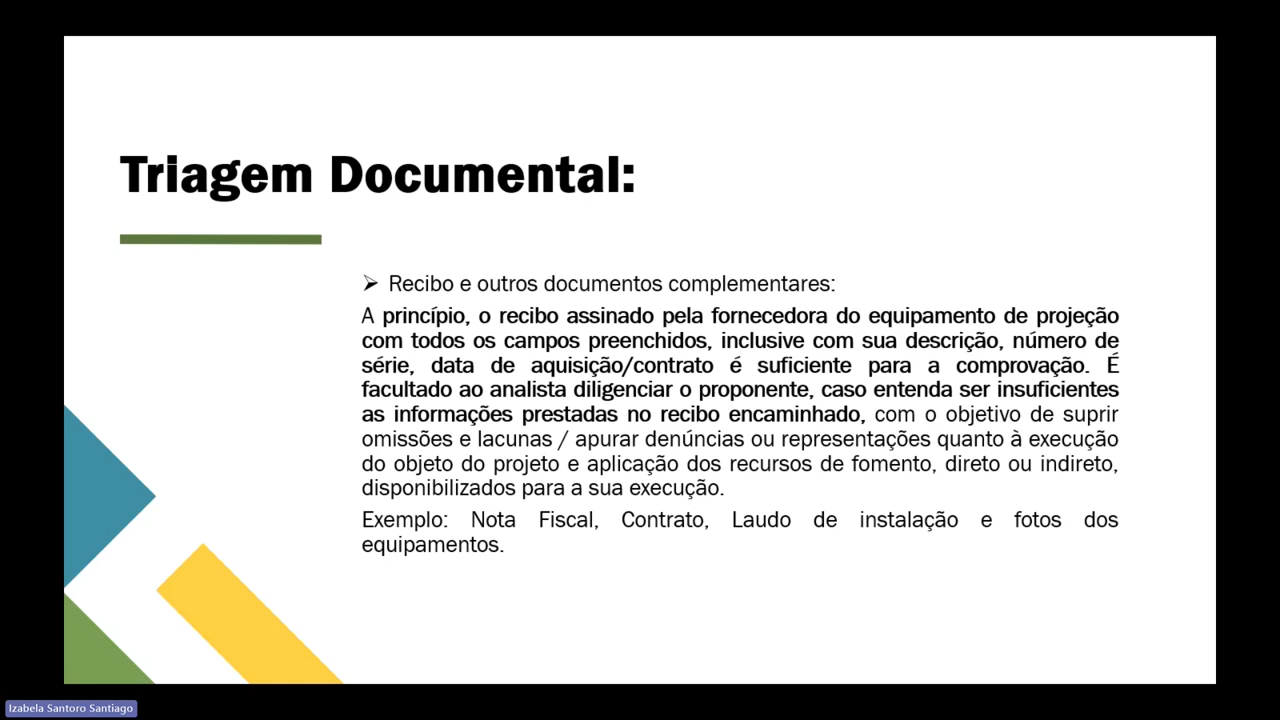 Triagem Documental:
Recibo e outros documentos complementares:
A princípio, o recibo assinado pela fornecedora do equipamento de projeção
com todos os campos preenchidos, inclusive com sua descrição, número de
série, data de aquisição/contrato é suficiente para a comprovação. É
facultado ao analista diligenciar o proponente, caso entenda ser insuficientes
as informações prestadas no recibo encaminhado, com o objetivo de suprir
omissões e lacunas / apurar denúncias ou representações quanto à execução
do objeto do projeto e aplicação dos recursos de fomento, direto ou indireto,
disponibilizados para a sua execução.
Exemplo: Nota Fiscal, Contrato, Laudo de instalação e fotos dos
equipamentos.
Izabela Santoro Santiago